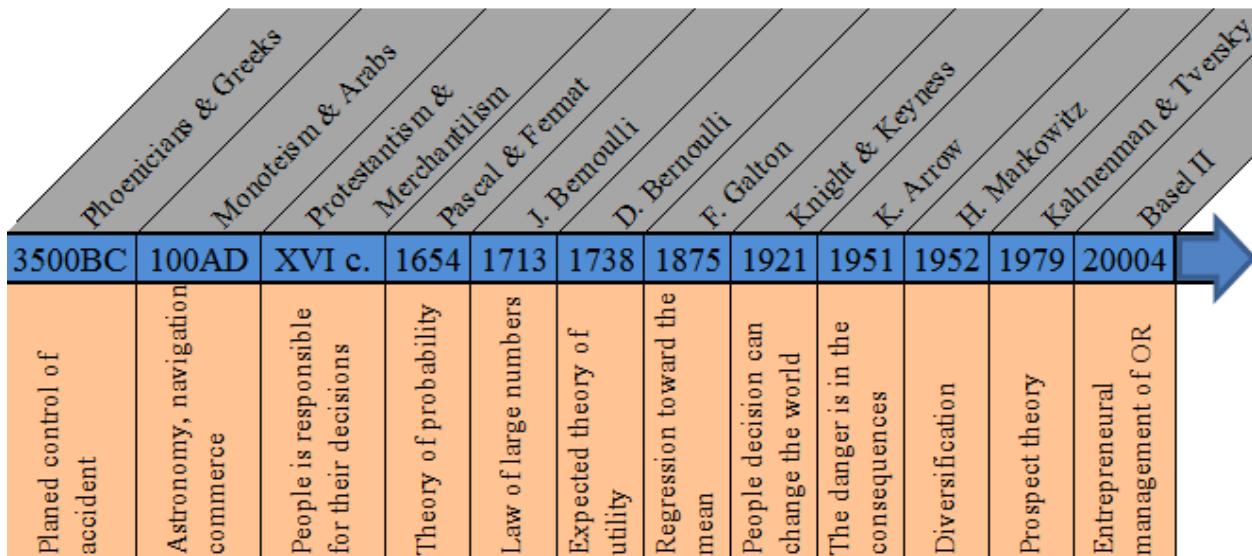 Phoenicians & Greeks
Monoteism & Arabs
Protestantism &
Merchantilism
Pascal & Femnat
J. Bemoulli
D. Bernoulli
F. Galton
Knight & Keyness
K. Arrow
H. Markowitz
Kahnenman & Tversky
Basel II
3500BC
100AD
XVI c.
1654
1713
1738
1875
1921
1951
1952
1979
20004
Planed control of
accident
Astronomy, navigation
commerce
People is responsible
for their decisions
Theory of probability
Law of large numbers
Expected theory of
utility
Regression toward the
mean
People decision can
change the world
The danger is in the
consequences
Diversification
Prospect theory
Entrepreneural
management of OR